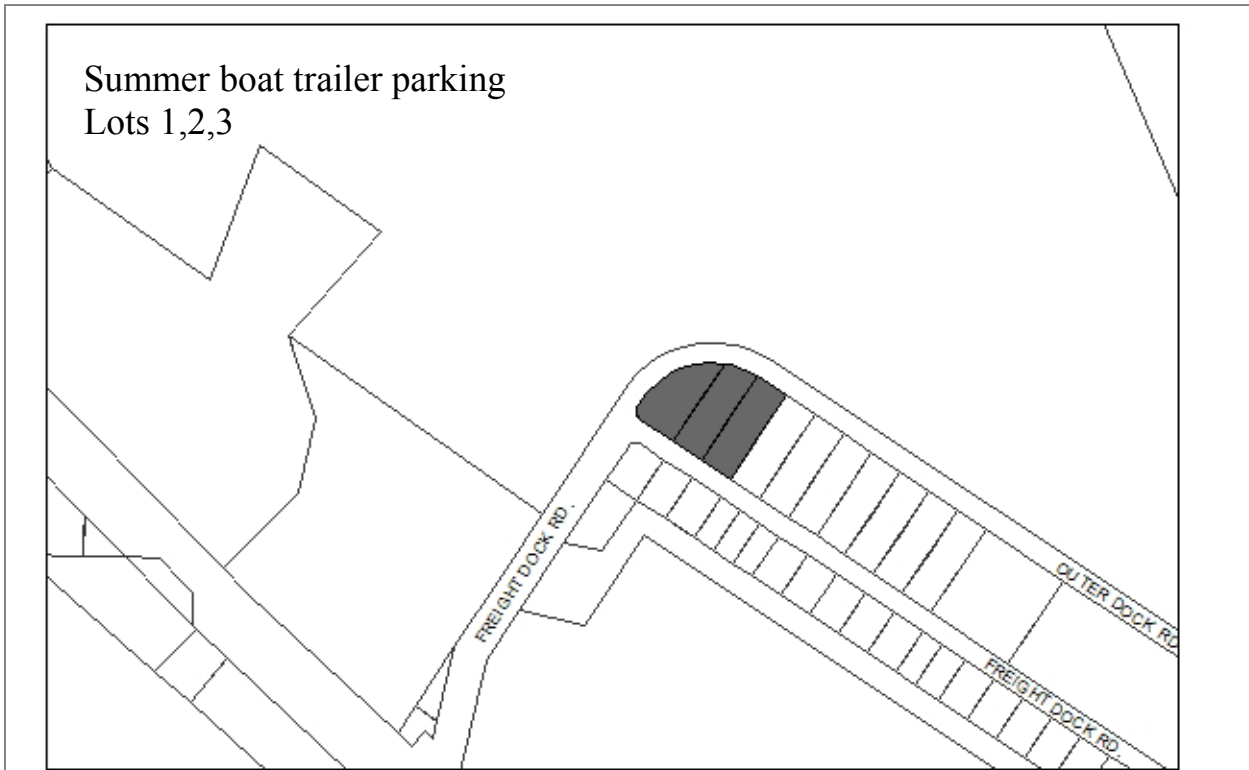 Summer boat trailer parking
Lots 1,2,3
FREIGHT DOCK RD.
OUTER DOCK RD
FREIGHT DOCK RD.